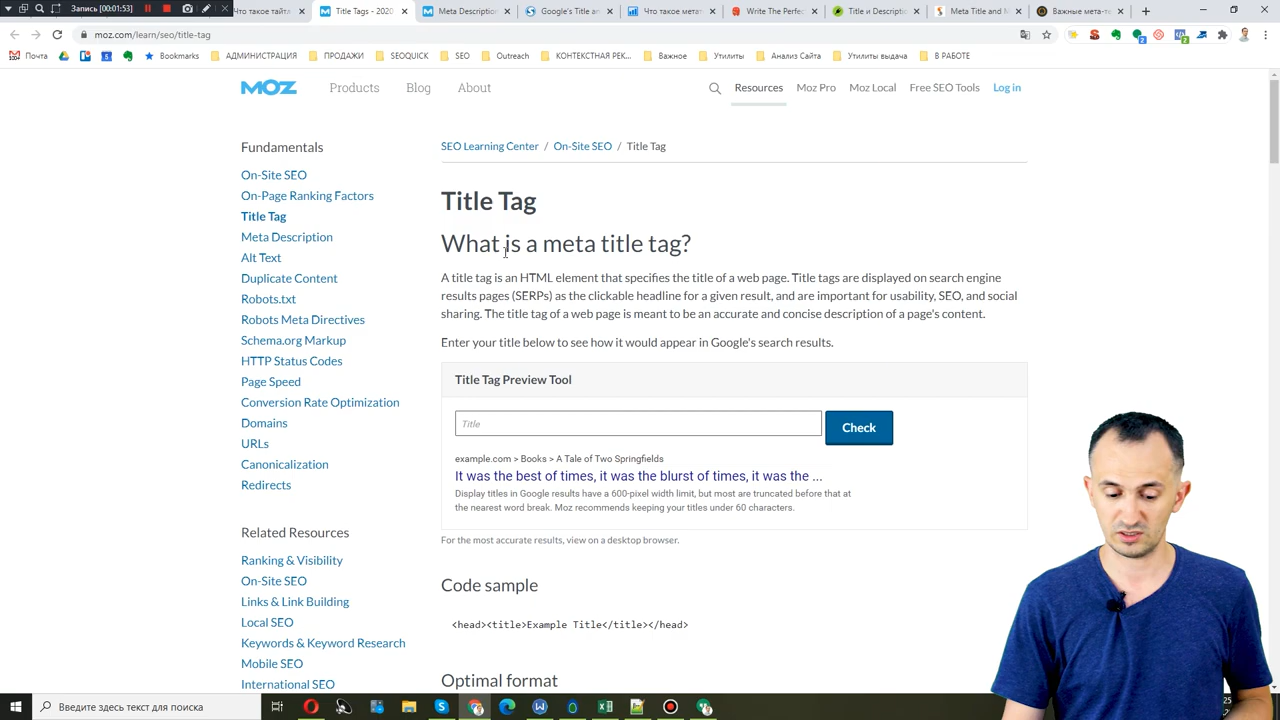 Запись [00:01:53]
что такое тайтл
Title Tags - 2020
Meta Descriptio
Google's Title an
Что такое метат
Write The Perfec
Title и Descriptio
Meta Title and M
Важные мета-те
moz.com/learn/seo/title-tag
Почта
Bookmarks
АДМИНИСТРАЦИЯ
ПРОДАЖИ
SEOQUICK
SEO
Outreach
КОНТЕКСТНАЯ РЕК...
Важное
Утилиты
Анализ Сайта
Утилиты выдача
В РАБОТЕ
MOZ
Products
Blog
About
Resources
Moz Pro
Moz Local
Free SEO Tools
Log in
Fundamentals
On-Site SEO
On-Page Ranking Factors
Title Tag
Meta Description
Alt Text
Duplicate Content
Robots.txt
Robots Meta Directives
Schema.org Markup
HTTP Status Codes
Page Speed
Conversion Rate Optimization
Domains
URLs
Canonicalization
Redirects
Related Resources
Ranking & Visibility
On-Site SEO
Links & Link Building
Local SEO
Keywords & Keyword Research
Mobile SEO
International SEO
SEO Learning Center / On-Site SEO / Title Tag
Title Tag
What is a meta title tag?
A title tag is an HTML element that specifies the title of a web page. Title tags are displayed on search engine
results pages (SERPs) as the clickable headline for a given result, and are important for usability, SEO, and social
sharing. The title tag of a web page is meant to be an accurate and concise description of a page's content.
Enter your title below to see how it would appear in Google's search results.
Title Tag Preview Tool
Title
Check
example.com > Books > A Tale of Two Springfields
It was the best of times, it was the blurst of times, it was the ...
Display titles in Google results have a 600-pixel width limit, but most are truncated before that at
the nearest word break. Moz recommends keeping your titles under 60 characters.
For the most accurate results, view on a desktop browser.
Code sample
<head><title>Example Title</title></head>
Optimal format
Введите здесь текст для поиска